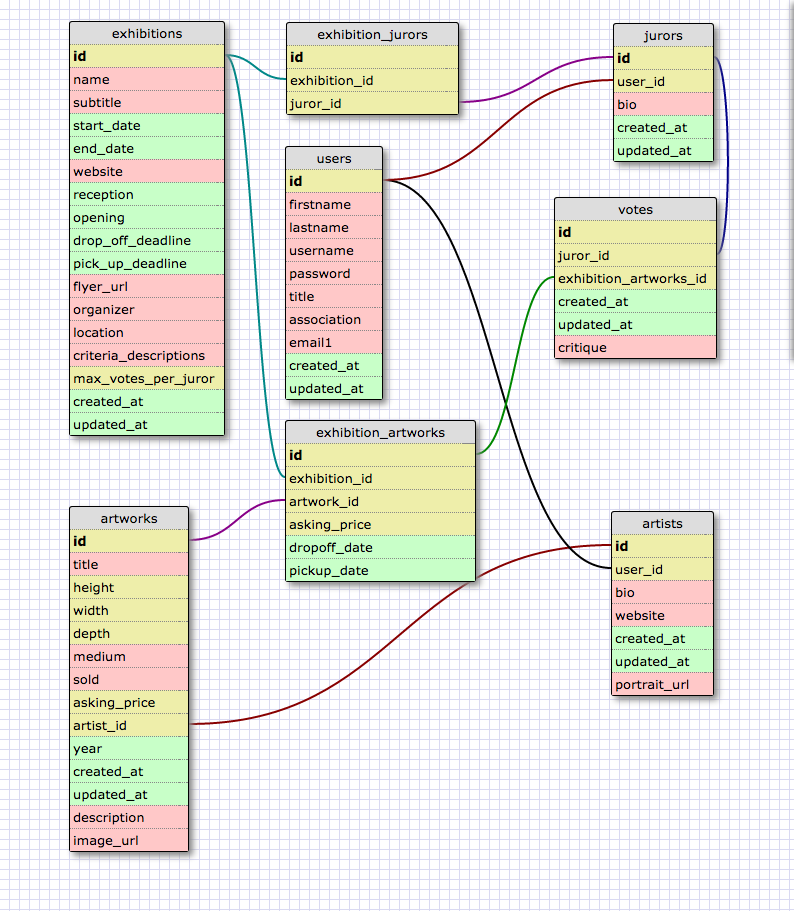 exhibitions
id
name
subtitle
start_date
end_date
website
reception
opening
drop_off_deadline
pick_up_deadline
flyer_url
organizer
location
criteria_descriptions
max_votes_per_juror
created_at
updated_at
exhibition_jurors
id
exhibition_id
juror_id
jurors
id
user_id
bio
created_at
updated_at
users
id
firstname
lastname
username
password
title
association
email1
created_at
updated_at
votes
id
juror_id
exhibition_artworks_id
created_at
updated_at
critique
exhibition_artworks
id
exhibition_id
artwork_id
asking_price
dropoff_date
pickup_date
artworks
id
title
height
width
depth
medium
sold
asking_price
artist_id
year
created_at
updated_at
description
image_url
artists
id
user_id
bio
website
created_at
updated_at
portrait_url